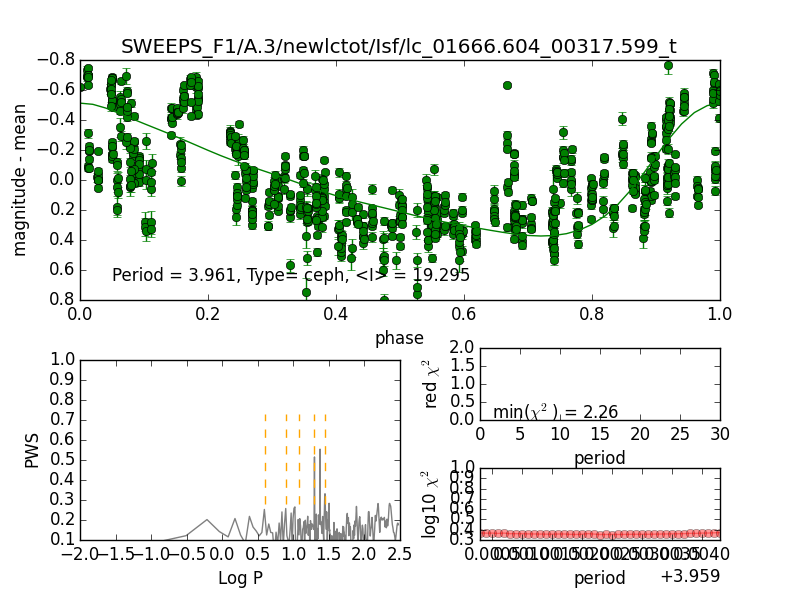 SWEEPS_F1/A.3/newlctot/Isf/lc_01666.604_00317.599_t
−0.8
−0.6
−0.4
−0.2
0.0
0.2
0.4
0.6
0.8
magnitude - mean
Period = 3.961, Type= ceph, <I> = 19.295
0.0 0.2 0.4 0.6 0.8 1.0
phase
1.0
0.9
0.8
0.7
0.6
0.5
0.4
0.3
0.2
0.1
PWS
−2.0 −1.5 −1.0 −0.5 0.0 0.5 1.0 1.5 2.0 2.5
Log P
2.0
1.5
1.0
0.5
0.0
red χ²
min(χ²) = 2.26
0 5 10 15 20 25 30
period
1.0
0.9
0.8
0.7
0.6
0.5
0.4
0.3
log10 χ²
period
+3.959